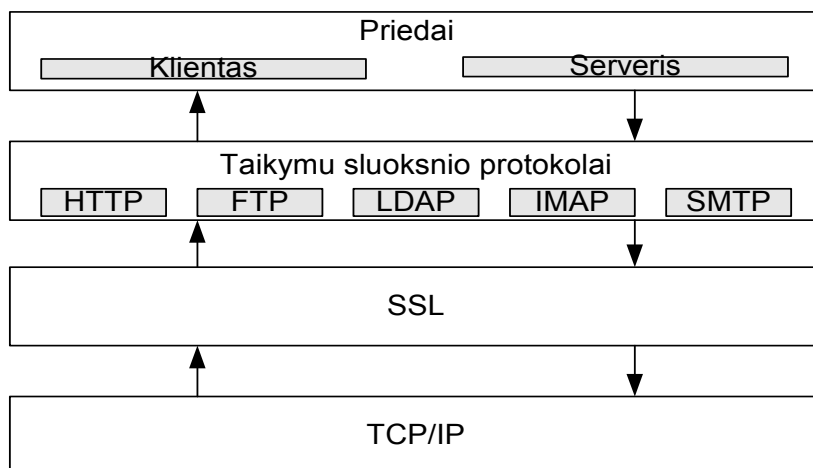 Priedai
Klientas Serveris
Taikymu sluoksnio protokolai
HTTP FTP LDAP IMAP SMTP
SSL
TCP/IP